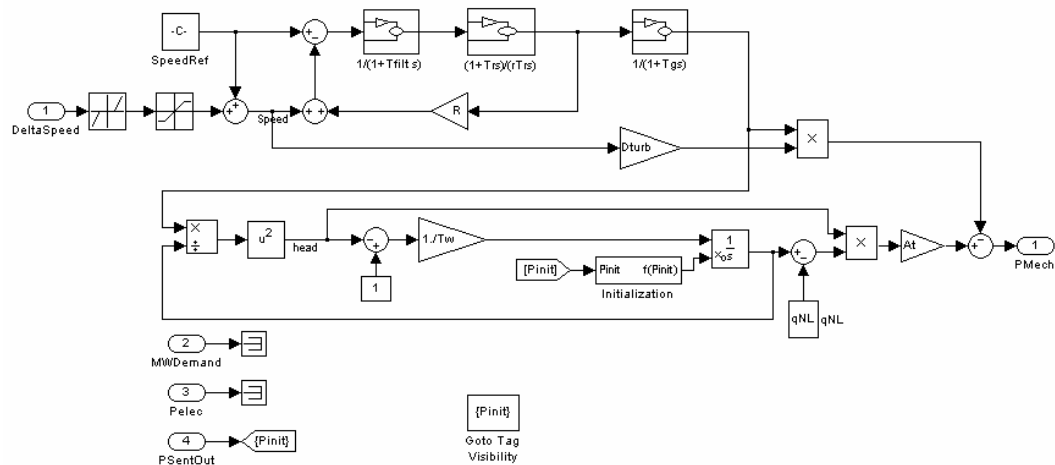 -C-
SpeedRef
1/(1+Tfilt s)
(1+Trs)/(rTrs)
1/(1+Tgs)
1
DeltaSpeed
Speed
R
Dturb
×
×
÷
u²
head
1
1./Tw
[Pinit]
Pinit f(Pinit)
Initialization
1
xₒs
×
At
1
PMech
qNL qNL
2
MWDemand
3
Pelec
4
PSentOut
{Pinit}
{Pinit}
Goto Tag
Visibility